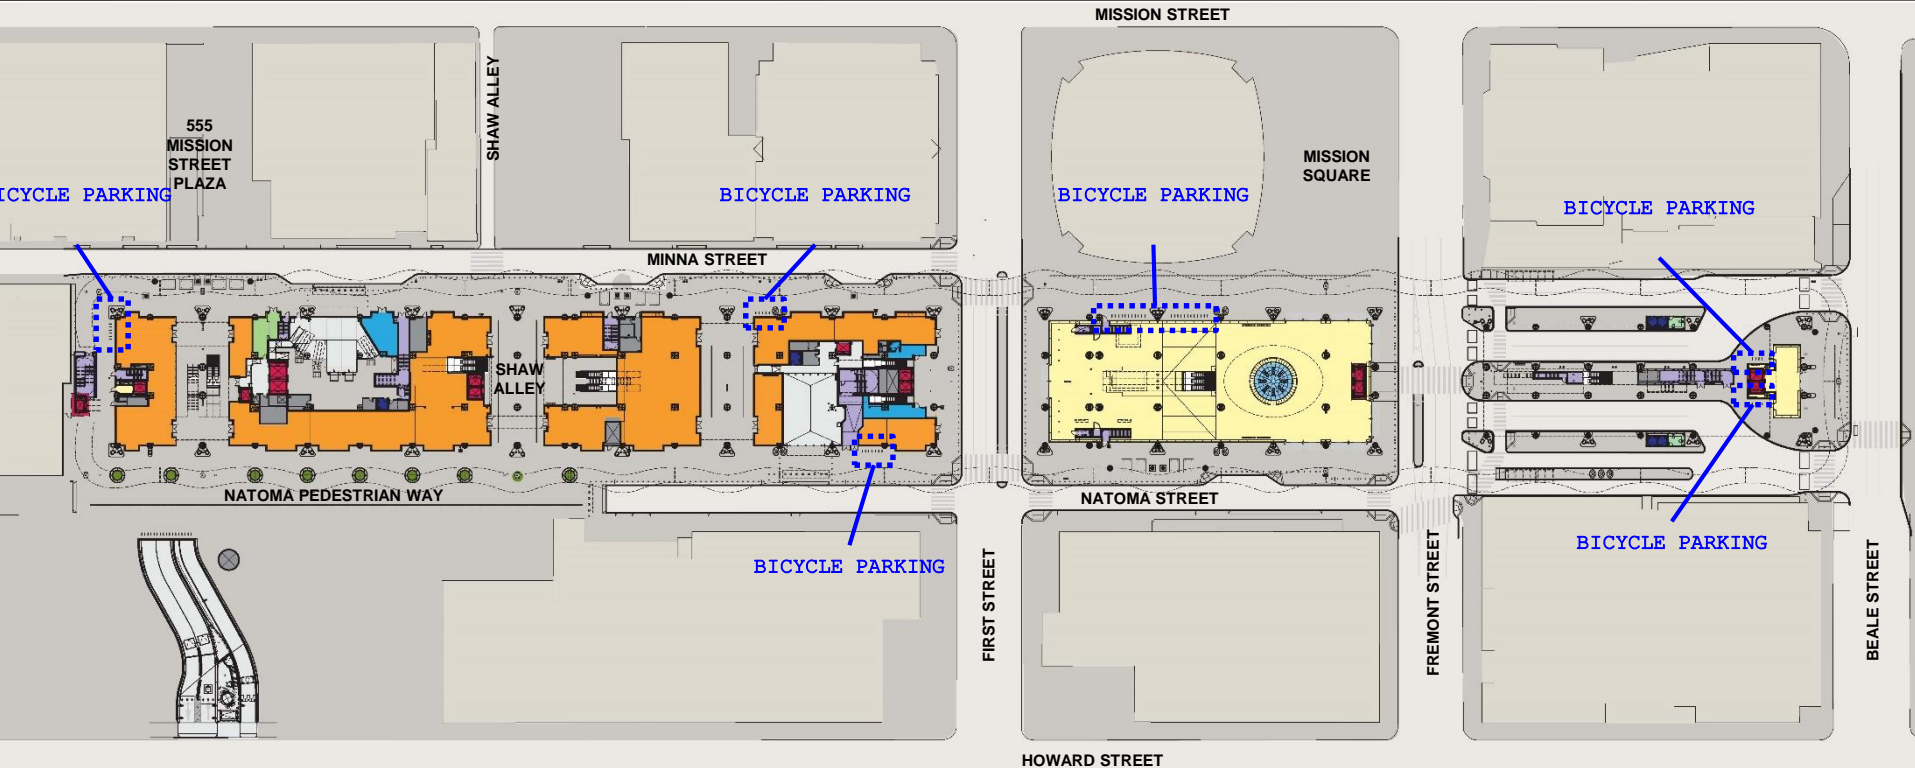 MISSION STREET
SHAW ALLEY
555
MISSION
STREET
PLAZA
MISSION
SQUARE
ICYCLE PARKING
BICYCLE PARKING
BICYCLE PARKING
BICYCLE PARKING
MINNA STREET
SHAW
ALLEY
NATOMA PEDESTRIAN WAY
NATOMA STREET
BICYCLE PARKING
BICYCLE PARKING
FIRST STREET
FREMONT STREET
BEALE STREET
HOWARD STREET